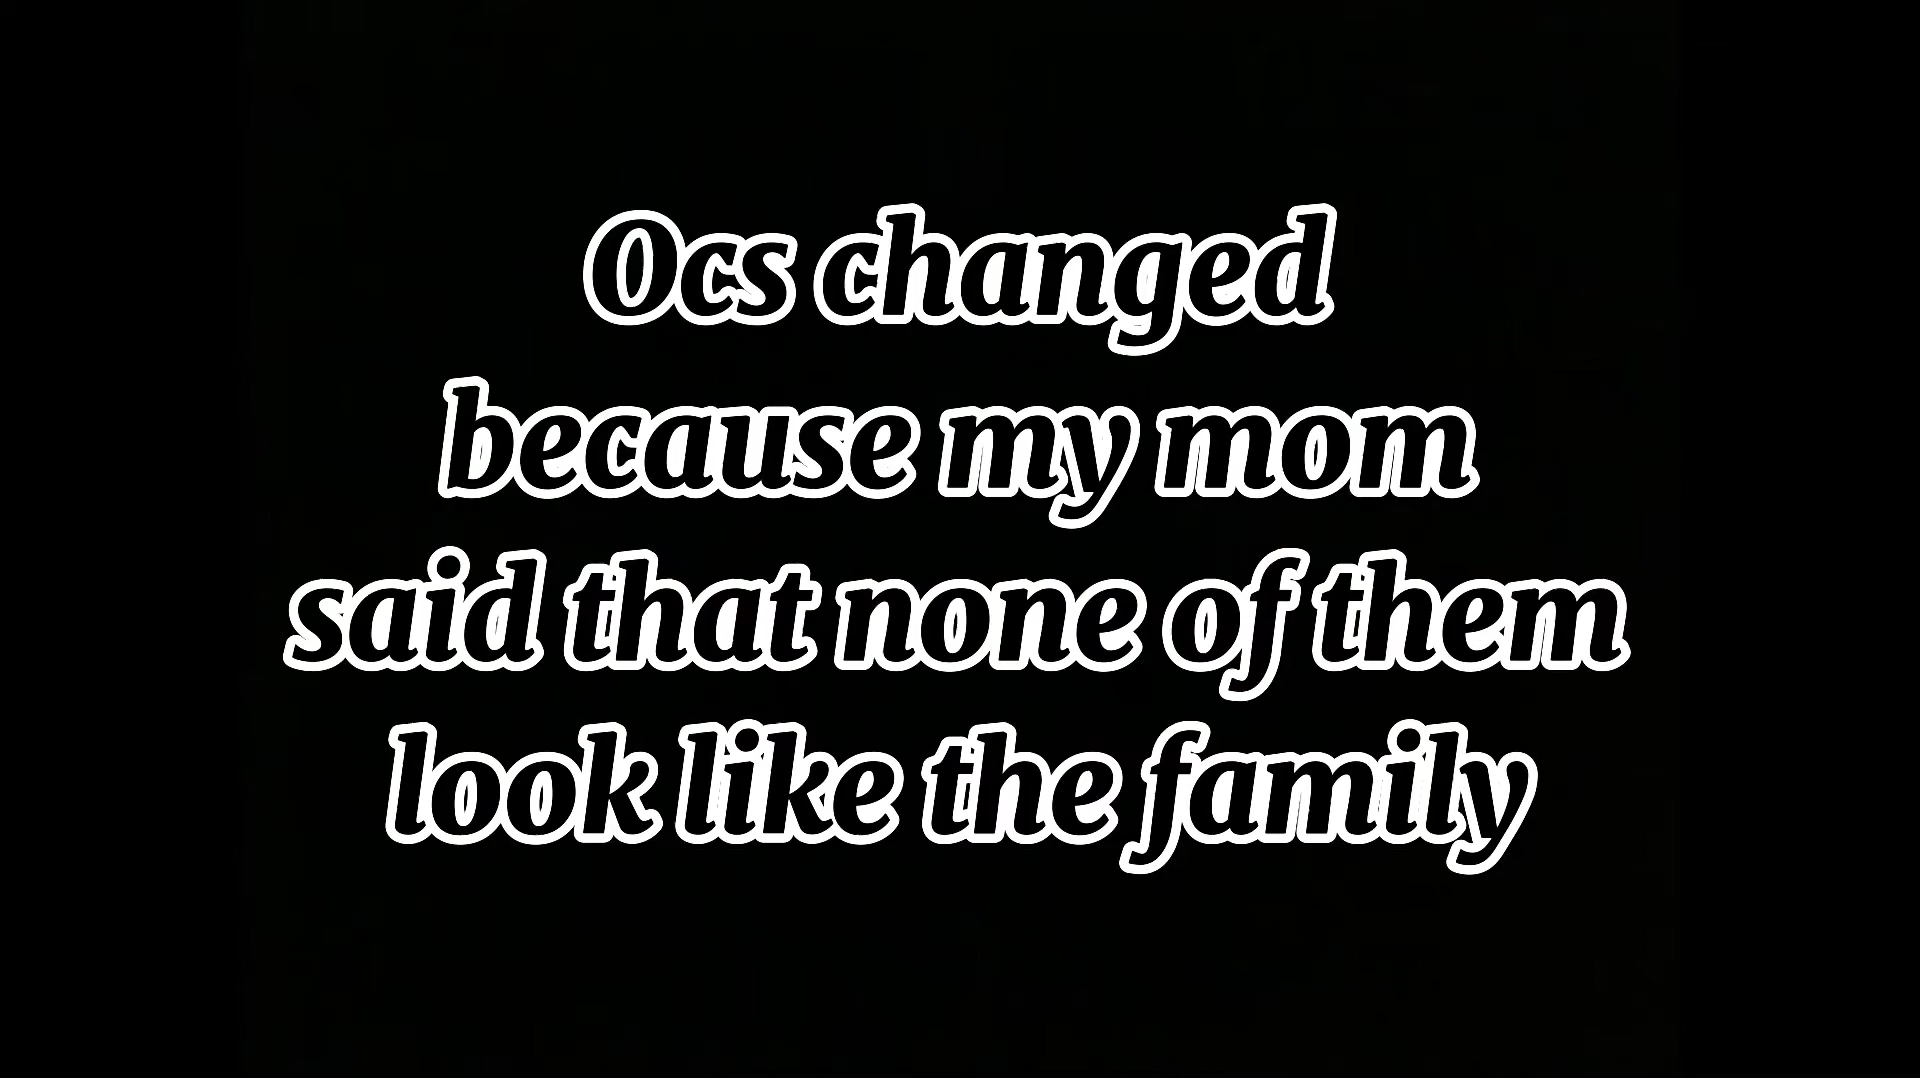 Ocs changed
because my mom
said that none of them
look like the family